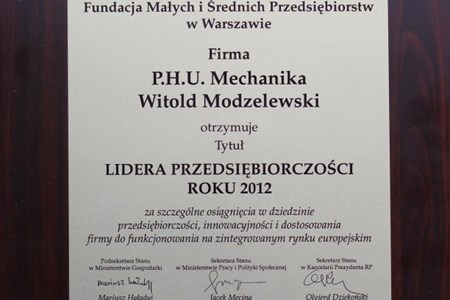 Fundacja Małych i Średnich Przedsiębiorstw
w Warszawie
Firma
P.H.U. Mechanika
Witold Modzelewski
otrzymuje
Tytuł
LIDERA PRZEDSIĘBIORCZOŚCI
ROKU 2012
za szczególne osiągnięcia w dziedzinie
przedsiębiorczości, innowacyjności i dostosowania
firmy do funkcjonowania na zintegrowanym rynku europejskim
Podsekretarz Stanu Sekretarz Stanu Sekretarz Stanu
w Ministerstwie Gospodarki w Ministerstwie Pracy i Polityki Społecznej w Kancelarii Prezydenta RP
Mariusz Haładyj Jacek Męcina Olgierd Dziekoński